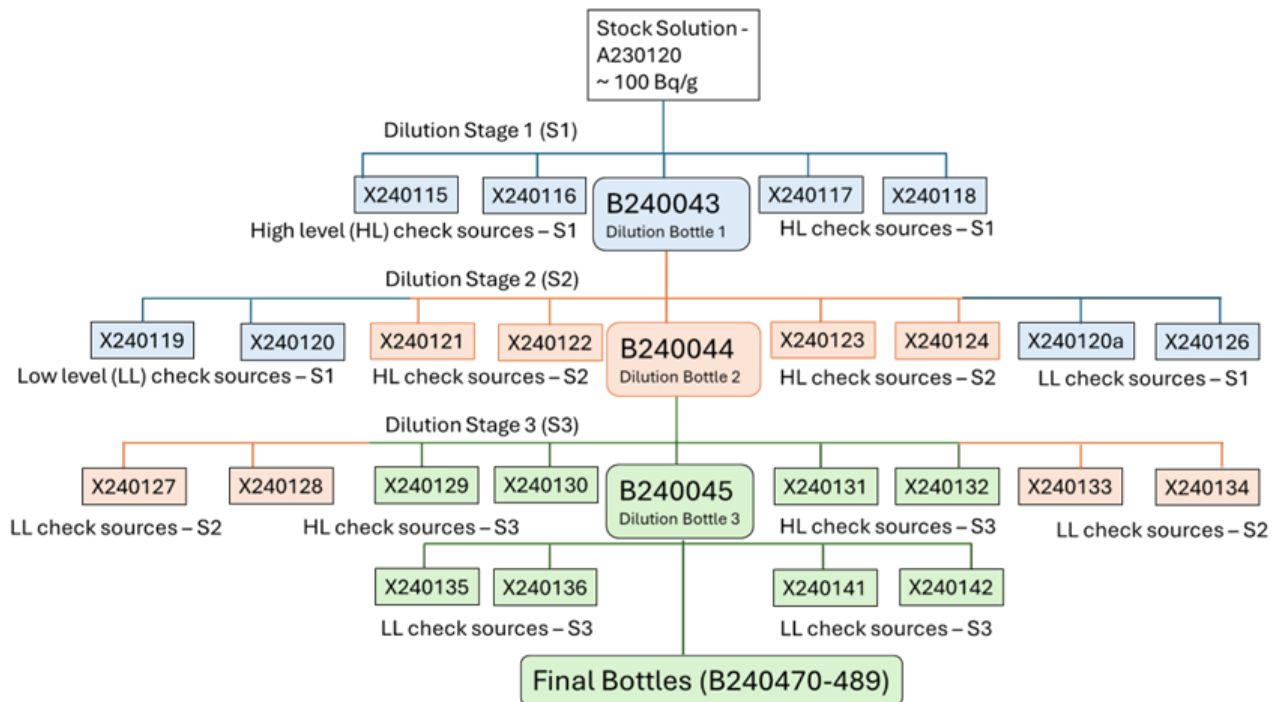 Stock Solution -
A230120
~ 100 Bq/g
Dilution Stage 1 (S1)
X240115
X240116
B240043
Dilution Bottle 1
X240117
X240118
High level (HL) check sources – S1
HL check sources – S1
Dilution Stage 2 (S2)
X240119
X240120
X240121
X240122
B240044
Dilution Bottle 2
X240123
X240124
X240120a
X240126
Low level (LL) check sources – S1
HL check sources – S2
HL check sources – S2
LL check sources – S1
Dilution Stage 3 (S3)
X240127
X240128
X240129
X240130
B240045
Dilution Bottle 3
X240131
X240132
X240133
X240134
LL check sources – S2
HL check sources – S3
HL check sources – S3
LL check sources – S2
X240135
X240136
X240141
X240142
LL check sources – S3
LL check sources – S3
Final Bottles (B240470-489)